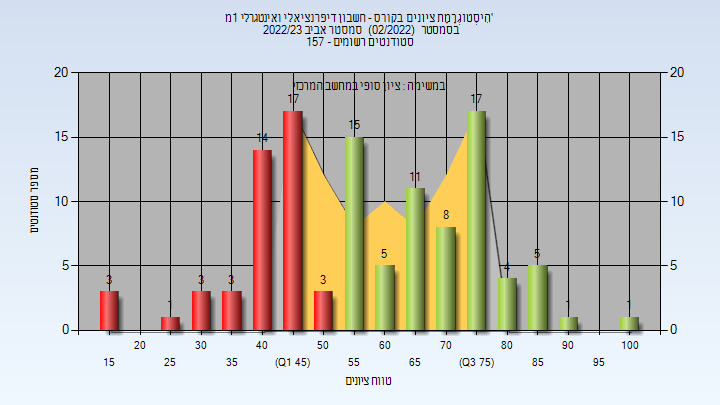 הִיסְטוֹגְרָמַת ציונים בקורס - חשבון דיפרנציאלי ואינטגרלי 1מ'
בסמסטר (02/2022) סמסטר אביב 2022/23
סטודנטים רשומים - 157
במשימה : ציון סופי במחשב המרכזי
מספר סטודנטים
20 20
15 15
10 10
5 5
0 0
3 1 3 3 14 17 3 15 5 11 8 17 4 5 1 1
20 30 40 50 60 70 80 90 100
15 25 35 (Q1 45) 55 65 (Q3 75) 85 95
טווח ציונים